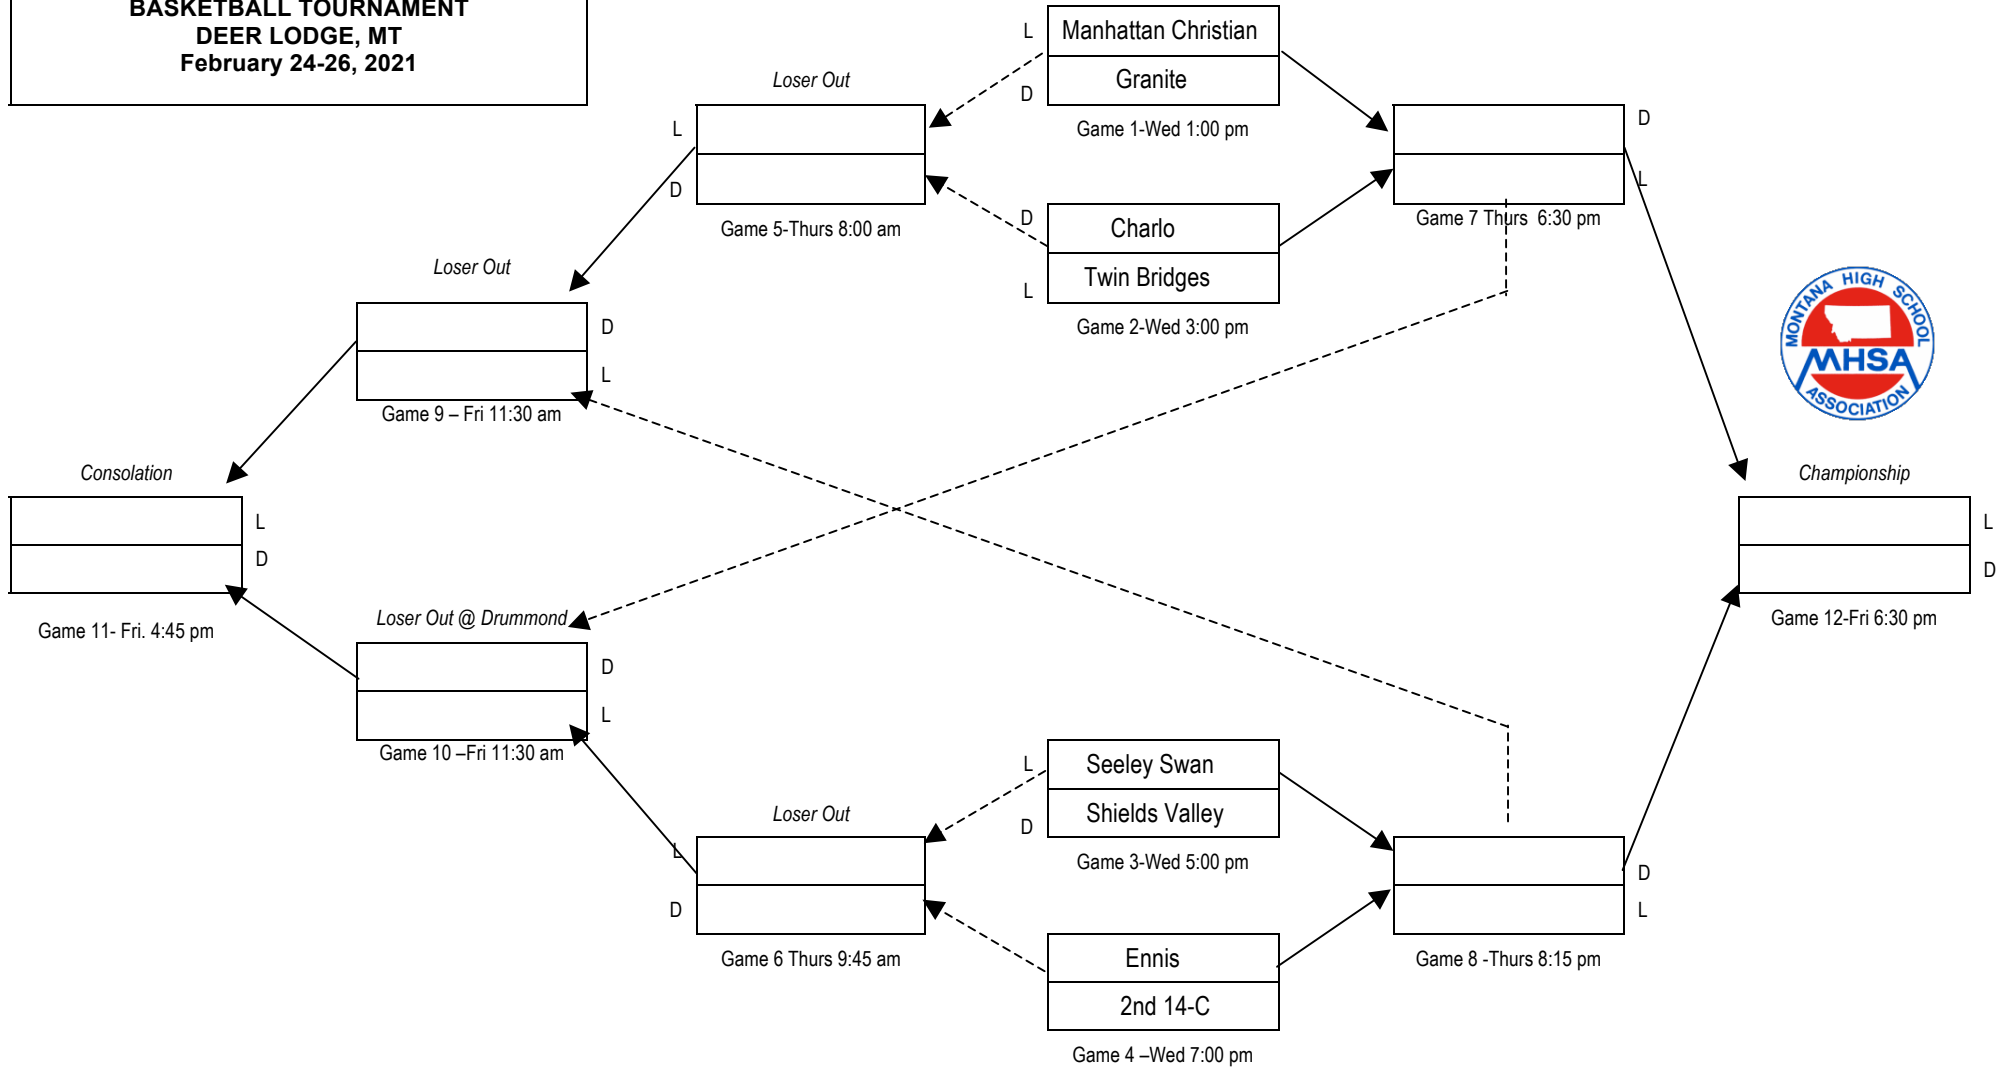 BASKETBALL TOURNAMENT
DEER LODGE, MT
February 24-26, 2021
L
Manhattan Christian
D
Granite
Game 1-Wed 1:00 pm
Loser Out
L
D
Game 5-Thurs 8:00 am
D
L
Game 7 Thurs 6:30 pm
D
Charlo
L
Twin Bridges
Game 2-Wed 3:00 pm
Loser Out
D
L
Game 9 – Fri 11:30 am
MONTANA HIGH SCHOOL
MHSA
ASSOCIATION
Consolation
L
D
Game 11- Fri. 4:45 pm
Championship
L
D
Game 12-Fri 6:30 pm
Loser Out @ Drummond
D
L
Game 10 –Fri 11:30 am
L
Seeley Swan
D
Shields Valley
Game 3-Wed 5:00 pm
Loser Out
L
D
Game 6 Thurs 9:45 am
D
L
Game 8 -Thurs 8:15 pm
Ennis
2nd 14-C
Game 4 –Wed 7:00 pm